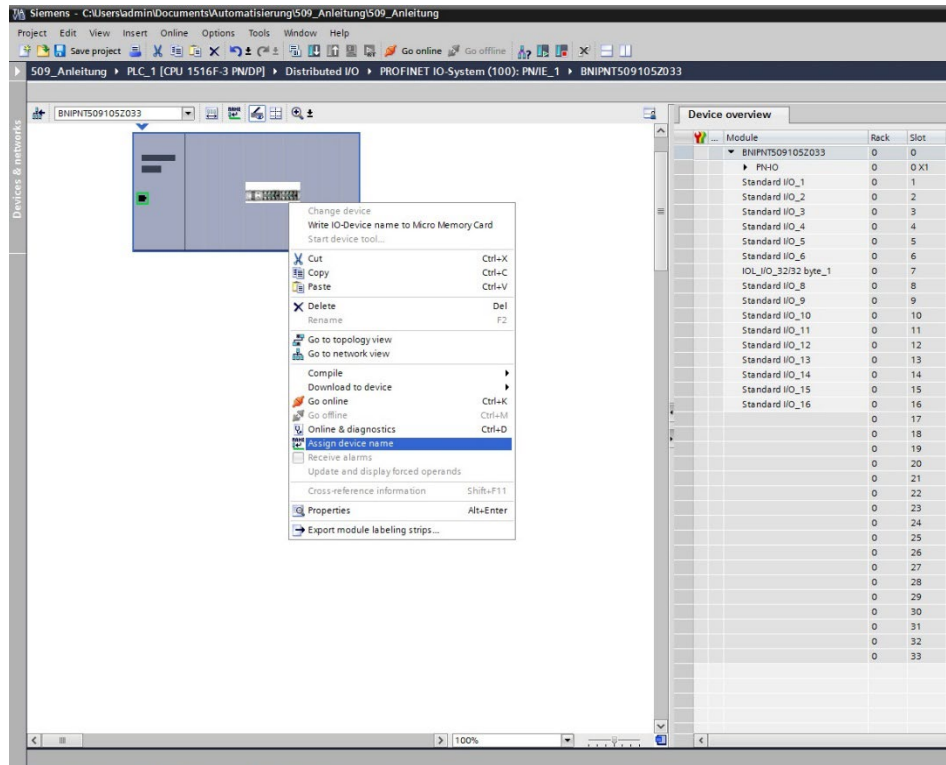 Siemens - C:\Users\admin\Documents\Automatisierung\509_Anleitung\509_Anleitung
Project Edit View Insert Online Options Tools Window Help
Save project Go online Go offline
509_Anleitung PLC_1 [CPU 1516F-3 PN/DP] Distributed I/O PROFINET IO-System (100): PN/IE_1 BNIPNT509105Z033
Devices & networks
BNIPNT509105Z033
Change device
Write IO-Device name to Micro Memory Card
Start device tool...
Cut Ctrl+X
Copy Ctrl+C
Paste Ctrl+V
Delete Del
Rename F2
Go to topology view
Go to network view
Compile
Download to device
Go online Ctrl+K
Go offline Ctrl+M
Online & diagnostics Ctrl+D
Assign device name
Receive alarms
Update and display forced operands
Cross-reference information Shift+F11
Properties Alt+Enter
Export module labeling strips...
100%
Device overview
... Module Rack Slot
BNIPNT509105Z033 0 0
PN-IO 0 0 X1
Standard I/O_1 0 1
Standard I/O_2 0 2
Standard I/O_3 0 3
Standard I/O_4 0 4
Standard I/O_5 0 5
Standard I/O_6 0 6
IOL_I/O_32/32 byte_1 0 7
Standard I/O_8 0 8
Standard I/O_9 0 9
Standard I/O_10 0 10
Standard I/O_11 0 11
Standard I/O_12 0 12
Standard I/O_13 0 13
Standard I/O_14 0 14
Standard I/O_15 0 15
Standard I/O_16 0 16
0 17
0 18
0 19
0 20
0 21
0 22
0 23
0 24
0 25
0 26
0 27
0 28
0 29
0 30
0 31
0 32
0 33